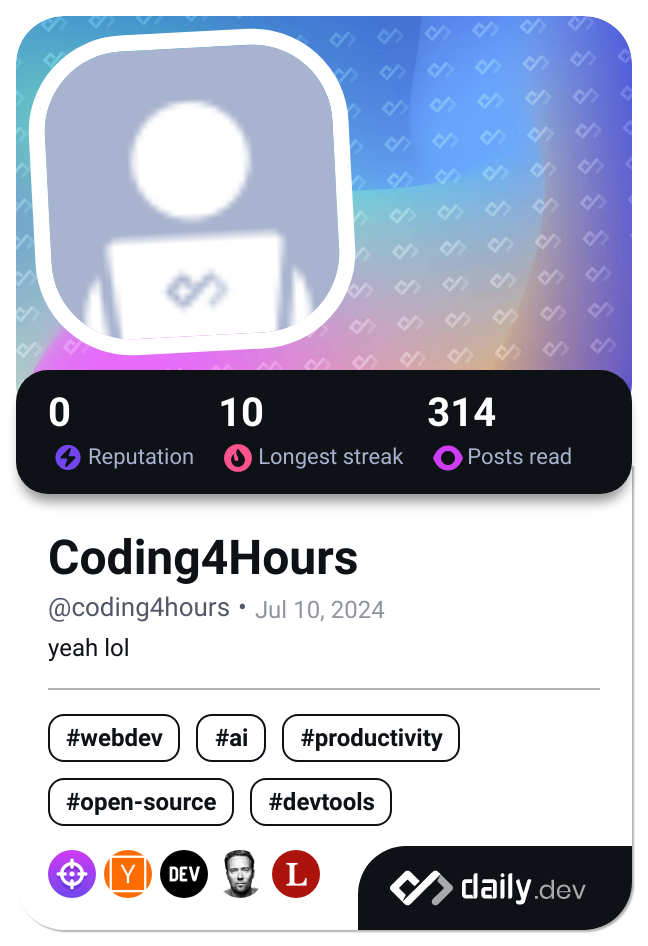 0 10 314
Reputation Longest streak Posts read
Coding4Hours
@coding4hours • Jul 10, 2024
yeah lol
#webdev #ai #productivity
#open-source #devtools
Y DEV L
daily.dev